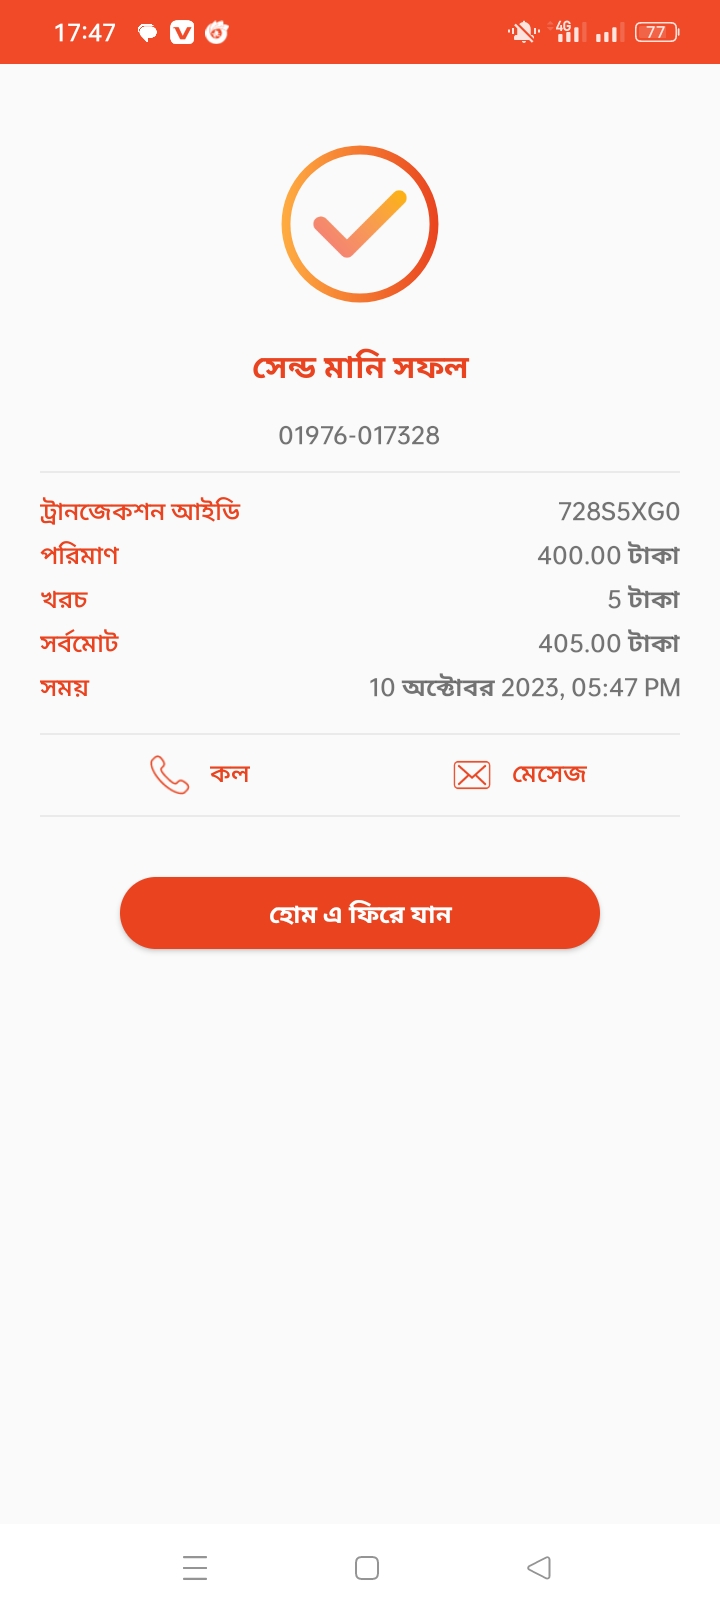 17:47
4G
77
সেন্ড মানি সফল
01976-017328
ট্রানজেকশন আইডি 728S5XG0
পরিমাণ 400.00 টাকা
খরচ 5 টাকা
সর্বমোট 405.00 টাকা
সময় 10 অক্টোবর 2023, 05:47 PM
কল মেসেজ
হোম এ ফিরে যান